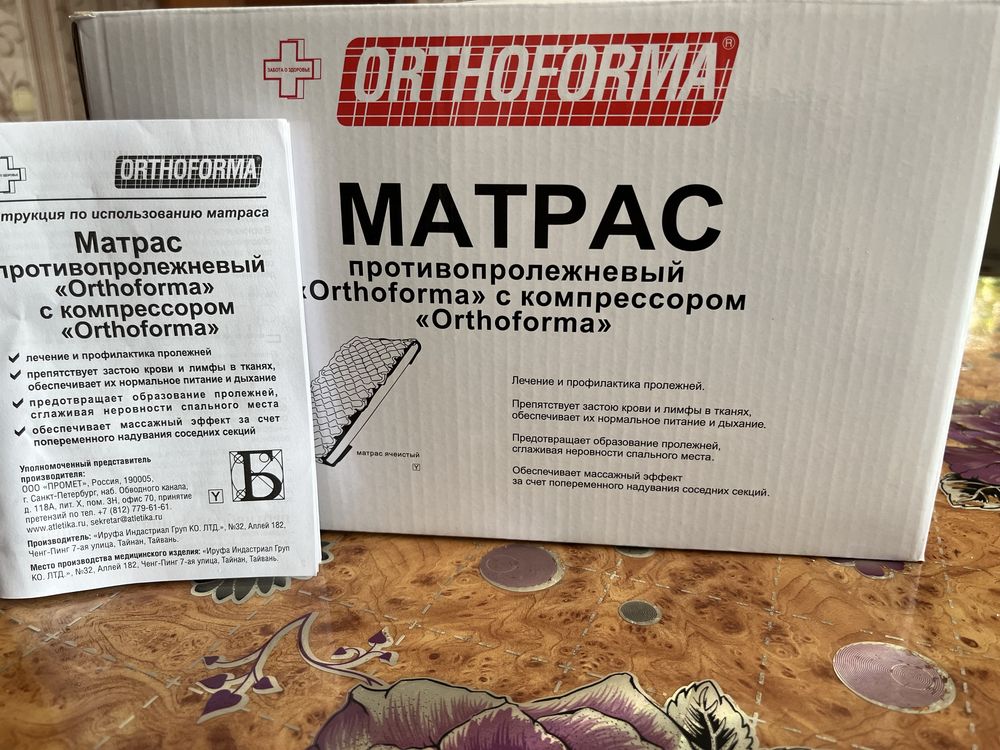 ORTHOFORMA
трукция по использованию матраса
Матрас
противопролежневый
«Orthoforma»
с компрессором
«Orthoforma»
лечение и профилактика пролежней
препятствует застою крови и лимфы в тканях,
обеспечивает их нормальное питание и дыхание
предотвращает образование пролежней,
сглаживая неровности спального места
обеспечивает массажный эффект за счет
попеременного надувания соседних секций
Уполномоченный представитель
производителя:
ООО «ПРОМЕТ», Россия, 190005,
г. Санкт-Петербург, наб. Обводного канала,
д. 118А, лит. Х, пом. 3Н, офис 70, принятие
претензий по тел. +7 (812) 779-61-61.
www.atletika.ru, sekretar@atletika.ru
Y
Б
Производитель: «Ируфа Индастриал Груп КО. ЛТД.», №32, Аллей 182,
Ченг-Пинг 7-ая улица, Тайнан, Тайвань.
Место производства медицинского изделия: «Ируфа Индастриал Груп
КО. ЛТД.», №32, Аллей 182, Ченг-Пинг 7-ая улица, Тайнан, Тайвань.
ЗАБОТА О ЗДОРОВЬЕ
ORTHOFORMA®
МАТРАС
противопролежневый
«Orthoforma» с компрессором
«Orthoforma»
матрас ячеистый
Y
Лечение и профилактика пролежней.
Препятствует застою крови и лимфы в тканях,
обеспечивает их нормальное питание и дыхание.
Предотвращает образование пролежней,
сглаживая неровности спального места.
Обеспечивает массажный эффект
за счет попеременного надувания соседних секций.